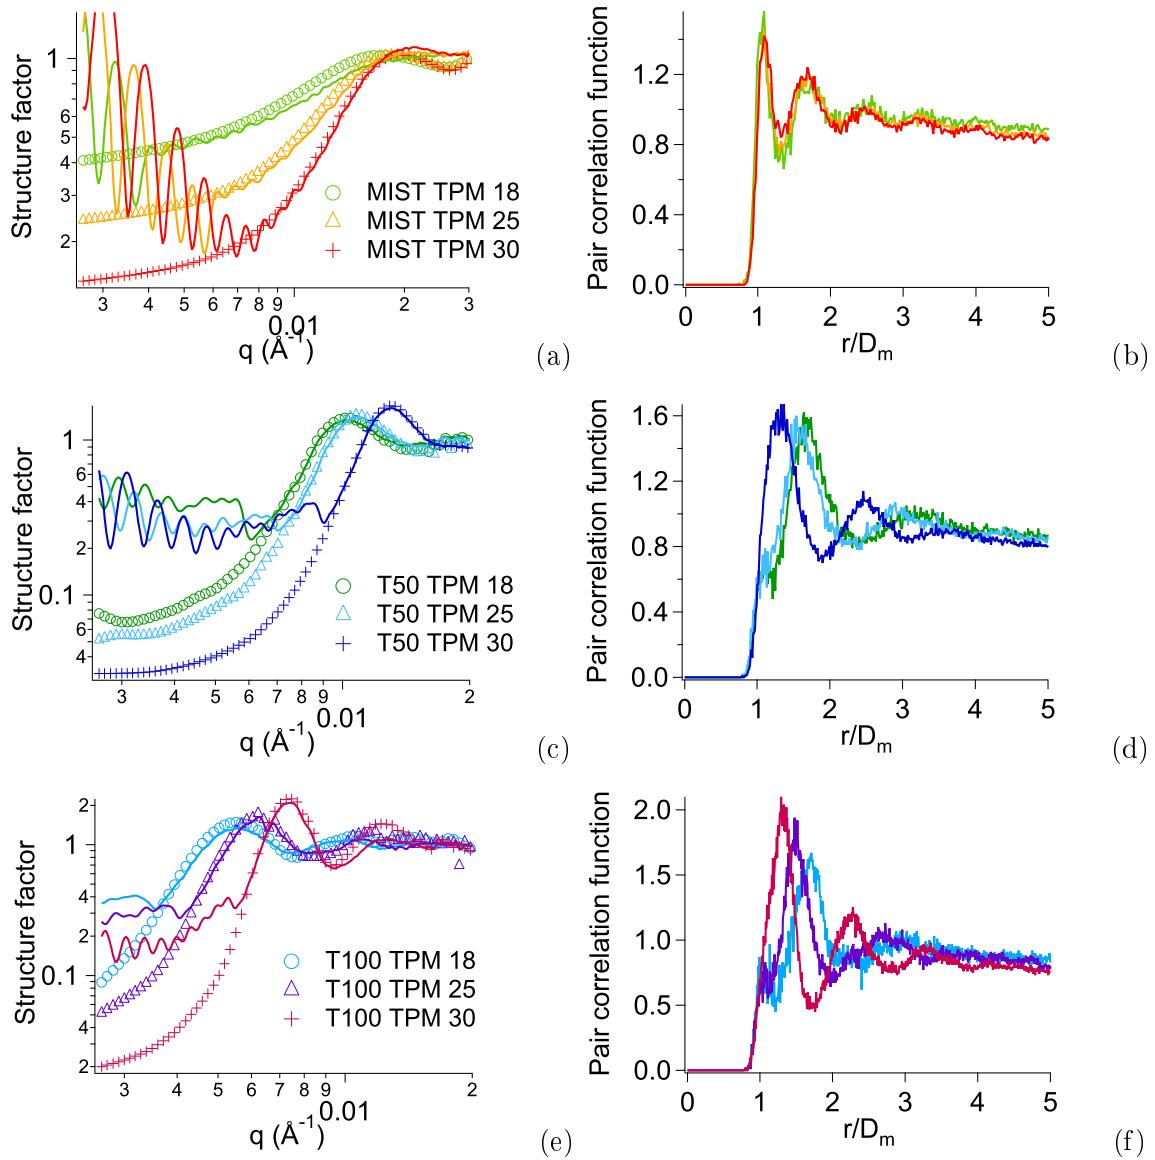 Structure factor
1
6
5
4
3
2
MIST TPM 18
MIST TPM 25
MIST TPM 30
3 4 5 6 7 8 9 2 3
0.01
q (Å⁻¹)
(a)
Pair correlation function
1.2
0.8
0.4
0.0
0 1 2 3 4 5
r/Dₘ
(b)
Structure factor
1
6
4
2
0.1
6
4
T50 TPM 18
T50 TPM 25
T50 TPM 30
3 4 5 6 7 8 9 2
0.01
q (Å⁻¹)
(c)
Pair correlation function
1.6
1.2
0.8
0.4
0.0
0 1 2 3 4 5
r/Dₘ
(d)
Structure factor
2
1
6
4
2
0.1
6
4
2
T100 TPM 18
T100 TPM 25
T100 TPM 30
3 4 5 6 7 8 9 2
0.01
q (Å⁻¹)
(e)
Pair correlation function
2.0
1.5
1.0
0.5
0.0
0 1 2 3 4 5
r/Dₘ
(f)